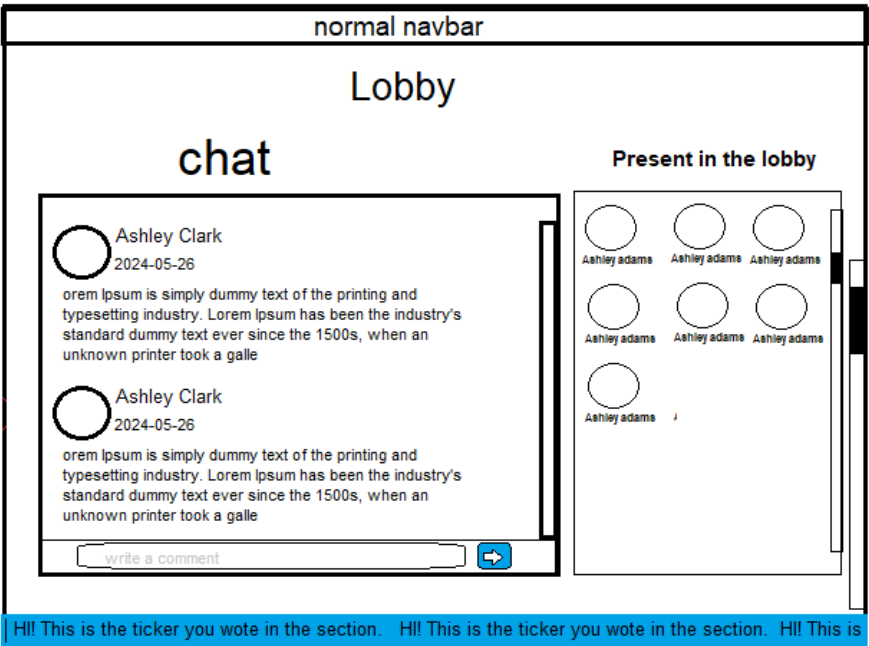 normal navbar
Lobby
chat
Present in the lobby
Ashley Clark
2024-05-26
orem Ipsum is simply dummy text of the printing and
typesetting industry. Lorem Ipsum has been the industry's
standard dummy text ever since the 1500s, when an
unknown printer took a galle
Ashley Clark
2024-05-26
orem Ipsum is simply dummy text of the printing and
typesetting industry. Lorem Ipsum has been the industry's
standard dummy text ever since the 1500s, when an
unknown printer took a galle
write a comment
Ashley adams Ashley adams Ashley adams
Ashley adams Ashley adams Ashley adams
Ashley adams
HI! This is the ticker you wote in the section. HI! This is the ticker you wote in the section. HI! This is